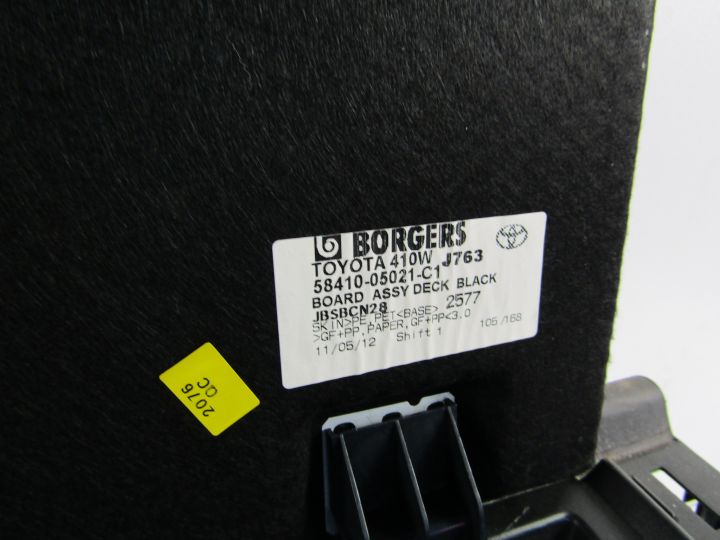 BORGERS
TOYOTA 410W J763
58410-05021-C1
BOARD ASSY DECK BLACK
JBSBCN28 2577
SKIN>PE,PET<BASE>
>GF+PP,PAPER,GF+PP<3.0 105/168
11/05/12 Shift 1
2076
QC